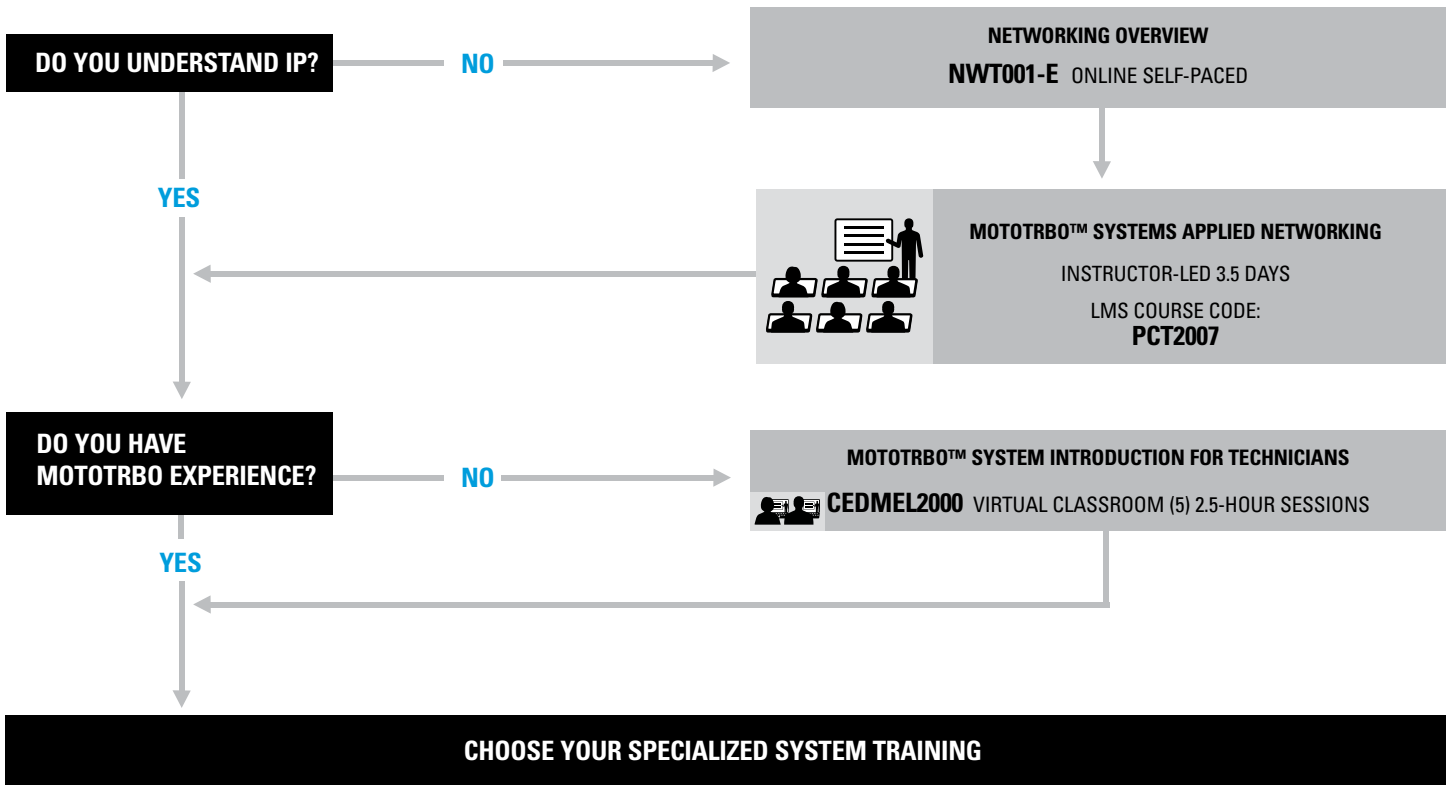 DO YOU UNDERSTAND IP?
NO
NETWORKING OVERVIEW
NWT001-E ONLINE SELF-PACED
YES
MOTOTRBO™ SYSTEMS APPLIED NETWORKING
INSTRUCTOR-LED 3.5 DAYS
LMS COURSE CODE:
PCT2007
DO YOU HAVE
MOTOTRBO EXPERIENCE?
NO
MOTOTRBO™ SYSTEM INTRODUCTION FOR TECHNICIANS
CEDMEL2000 VIRTUAL CLASSROOM (5) 2.5-HOUR SESSIONS
YES
CHOOSE YOUR SPECIALIZED SYSTEM TRAINING